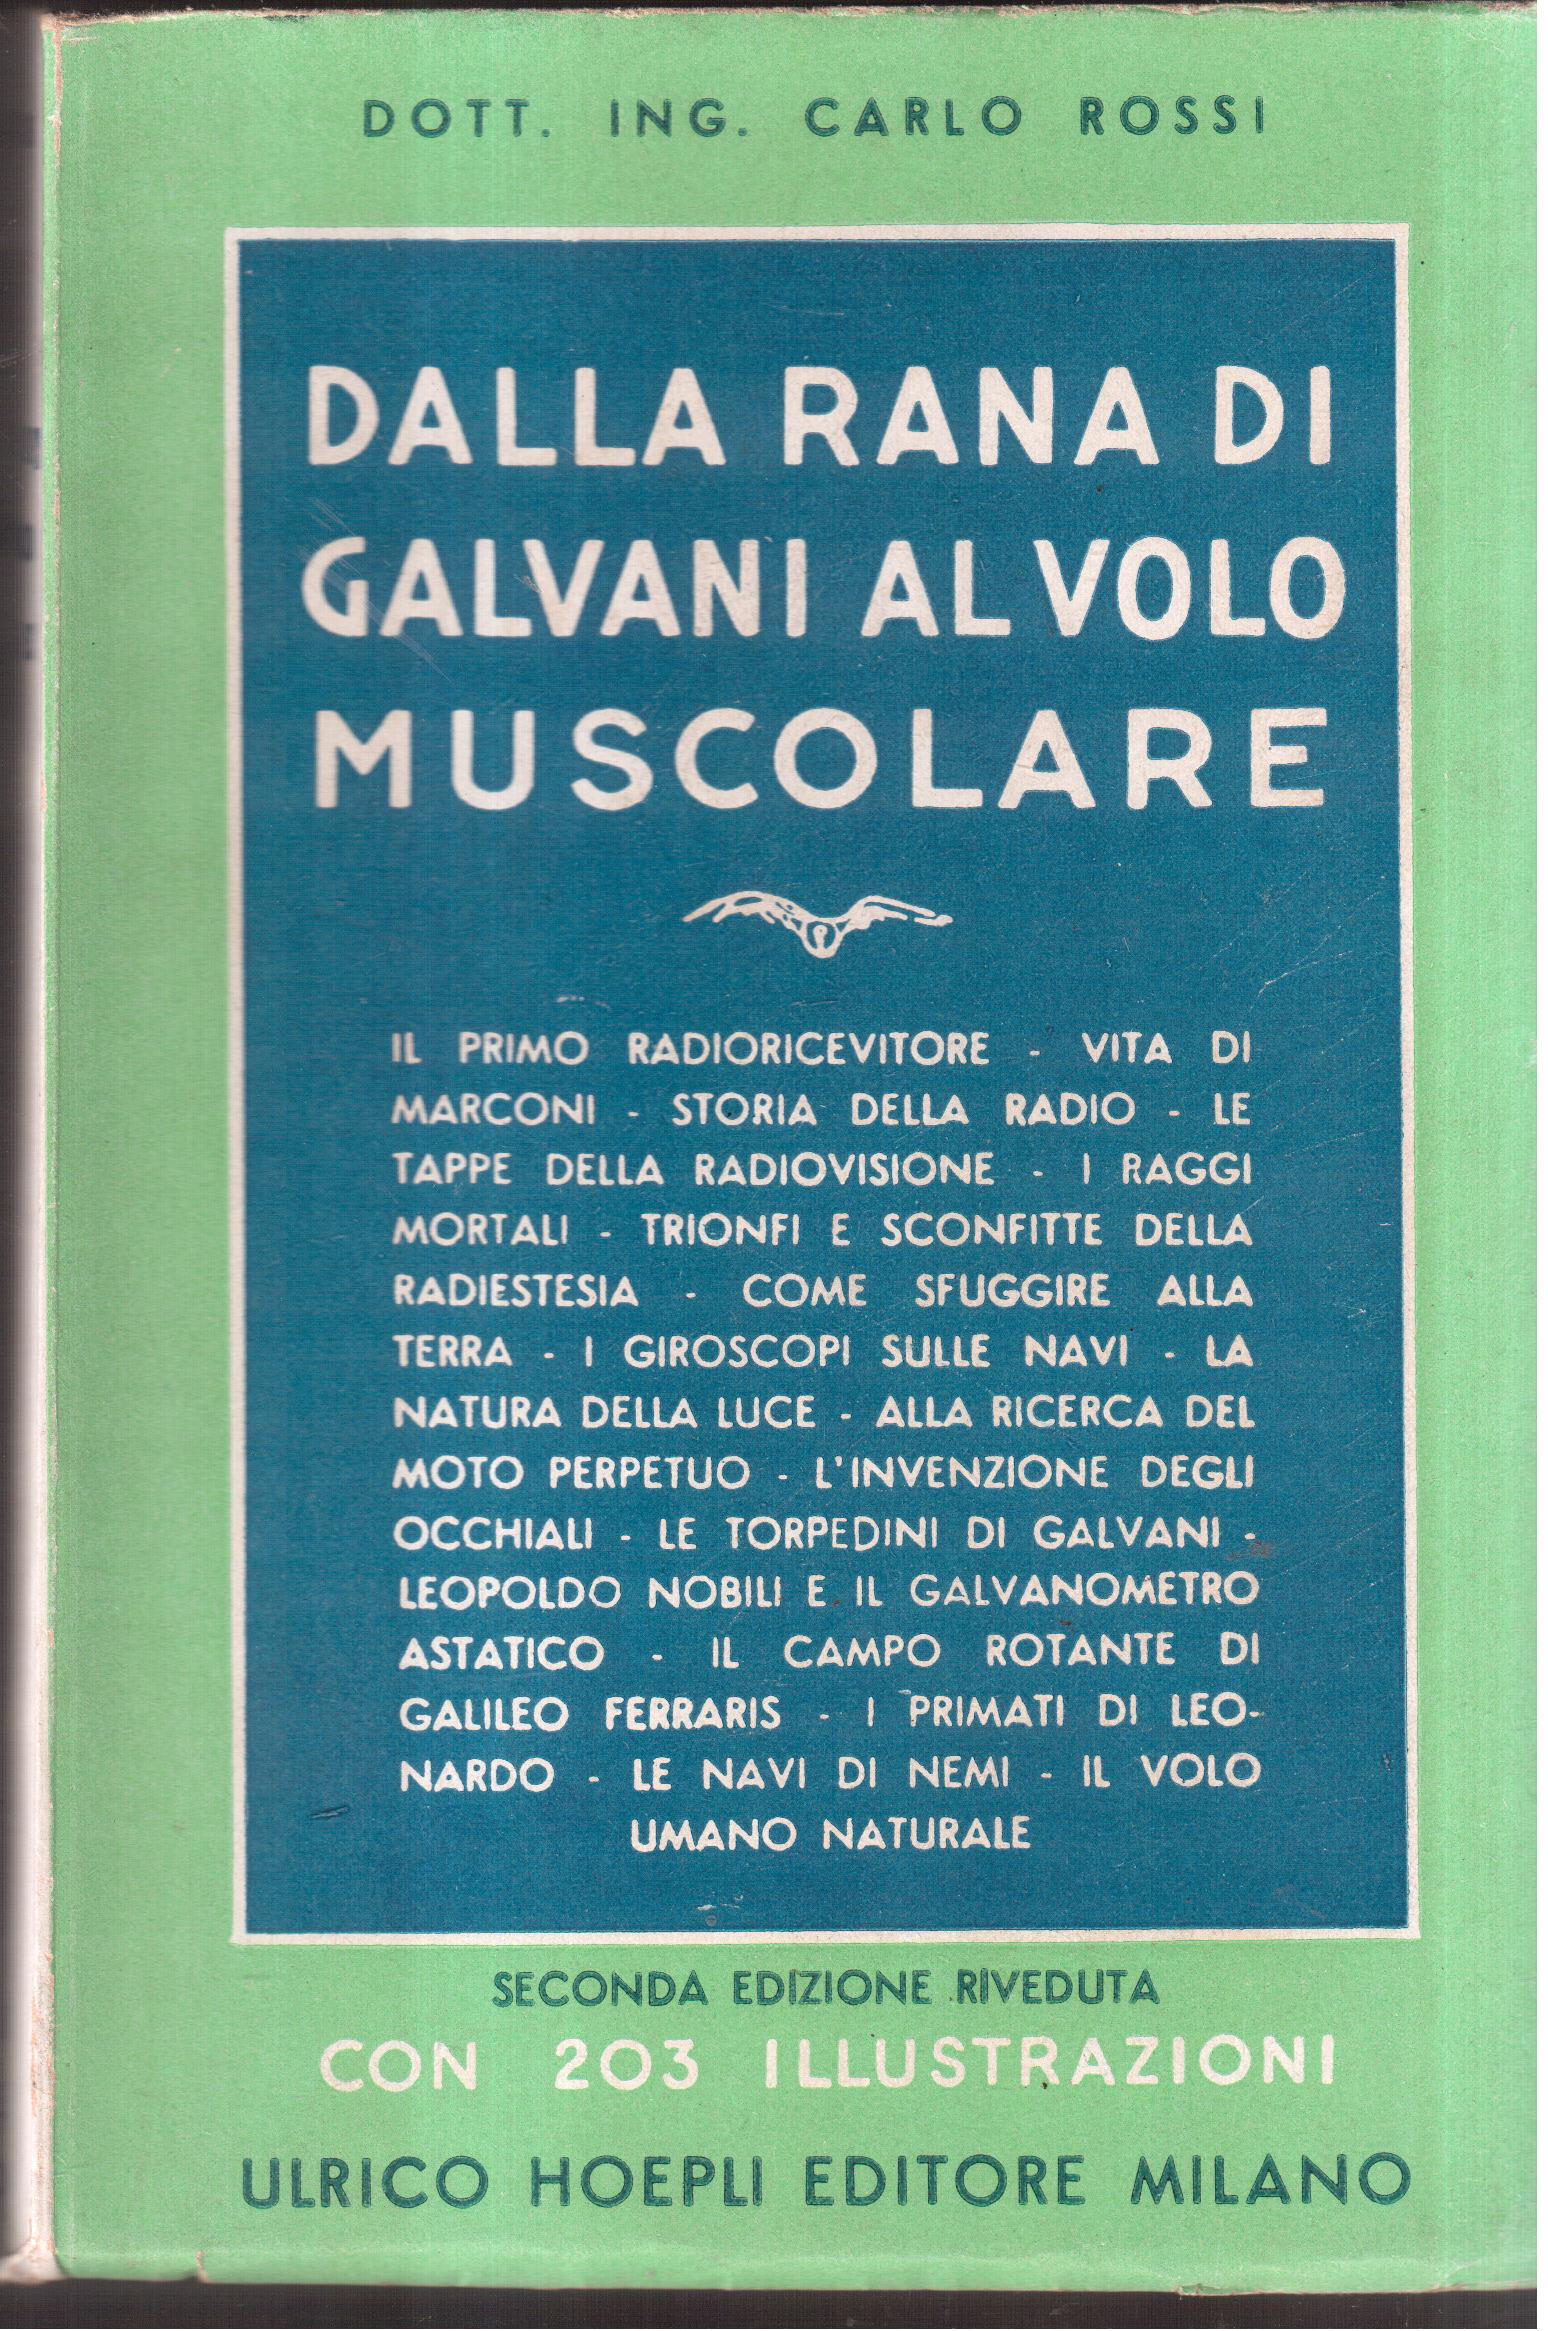 DOTT. ING. CARLO ROSSI
DALLA RANA DI
GALVANI AL VOLO
MUSCOLARE
IL PRIMO RADIORICEVITORE - VITA DI
MARCONI - STORIA DELLA RADIO - LE
TAPPE DELLA RADIOVISIONE - I RAGGI
MORTALI - TRIONFI E SCONFITTE DELLA
RADIESTESIA - COME SFUGGIRE ALLA
TERRA - I GIROSCOPI SULLE NAVI - LA
NATURA DELLA LUCE - ALLA RICERCA DEL
MOTO PERPETUO - L'INVENZIONE DEGLI
OCCHIALI - LE TORPEDINI DI GALVANI -
LEOPOLDO NOBILI E IL GALVANOMETRO
ASTATICO - IL CAMPO ROTANTE DI
GALILEO FERRARIS - I PRIMATI DI LEO-
NARDO - LE NAVI DI NEMI - IL VOLO
UMANO NATURALE
SECONDA EDIZIONE RIVEDUTA
CON 203 ILLUSTRAZIONI
ULRICO HOEPLI EDITORE MILANO